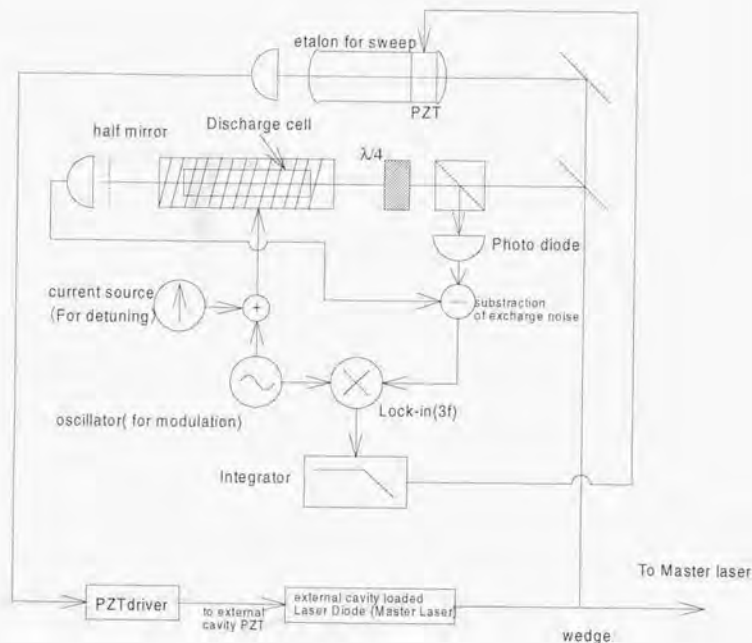 etalon for sweep
PZT
half mirror
Discharge cell
λ/4
Photo diode
current source
(For detuning)
+
−
substraction
of excharge noise
oscillator( for modulation)
Lock-in(3f)
Integrator
To Master laser
PZTdriver
to external
cavity PZT
external cavity loaded
Laser Diode (Master Laser)
wedge